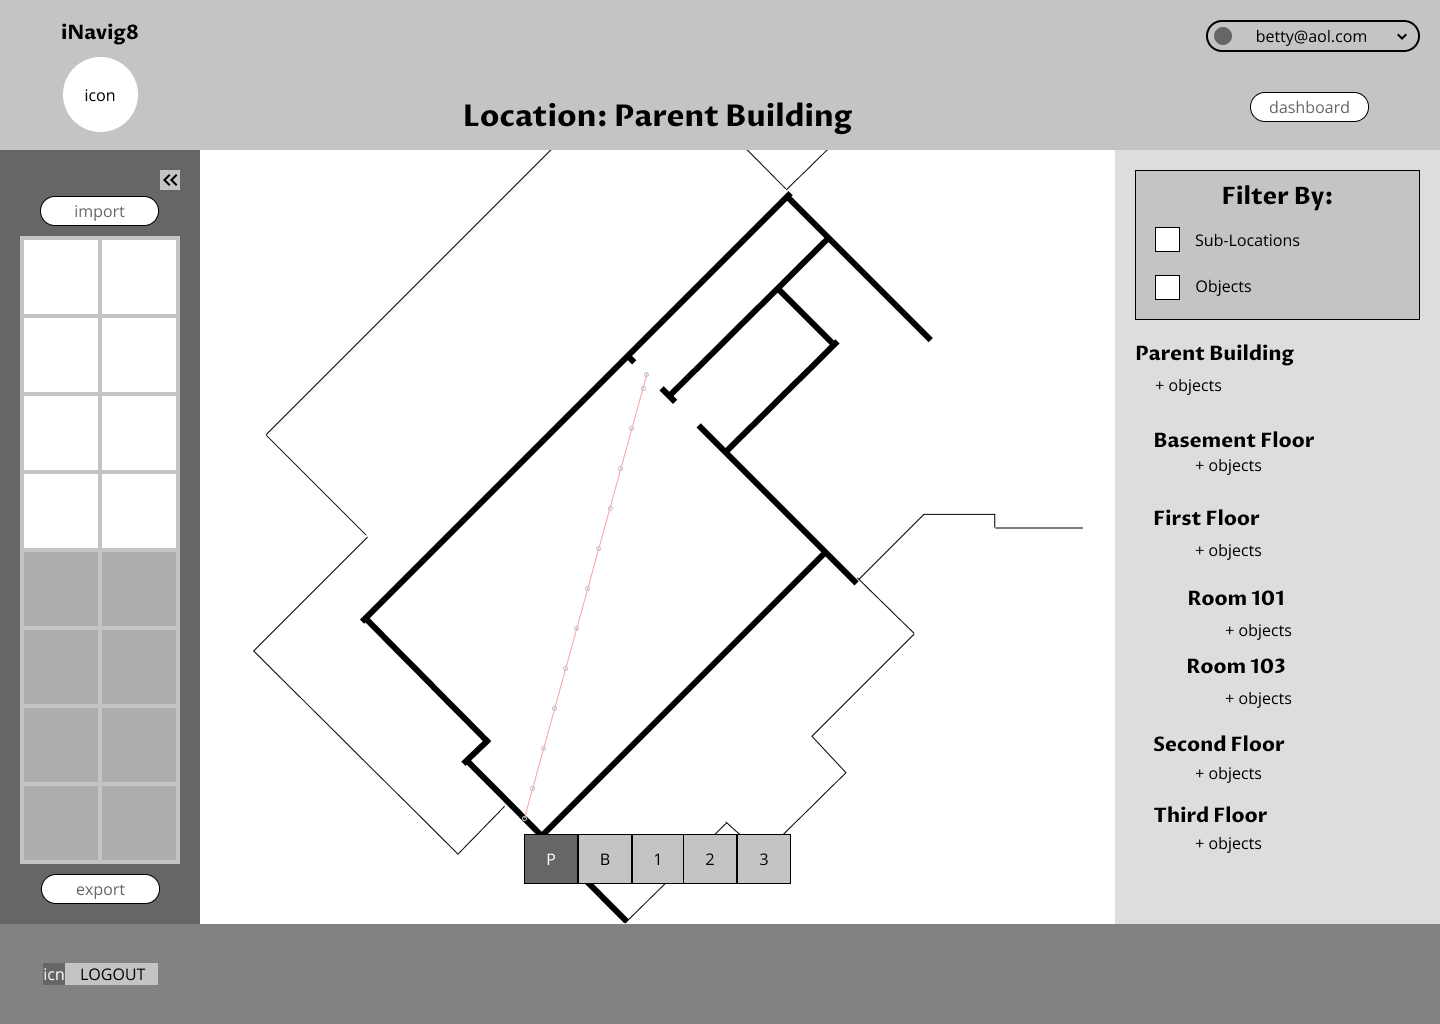 iNavig8
betty@aol.com
icon
dashboard
Location: Parent Building
import
Filter By:
Sub-Locations
Objects
Parent Building
+ objects
Basement Floor
+ objects
First Floor
+ objects
Room 101
+ objects
Room 103
+ objects
Second Floor
+ objects
Third Floor
+ objects
P B 1 2 3
export
icn LOGOUT